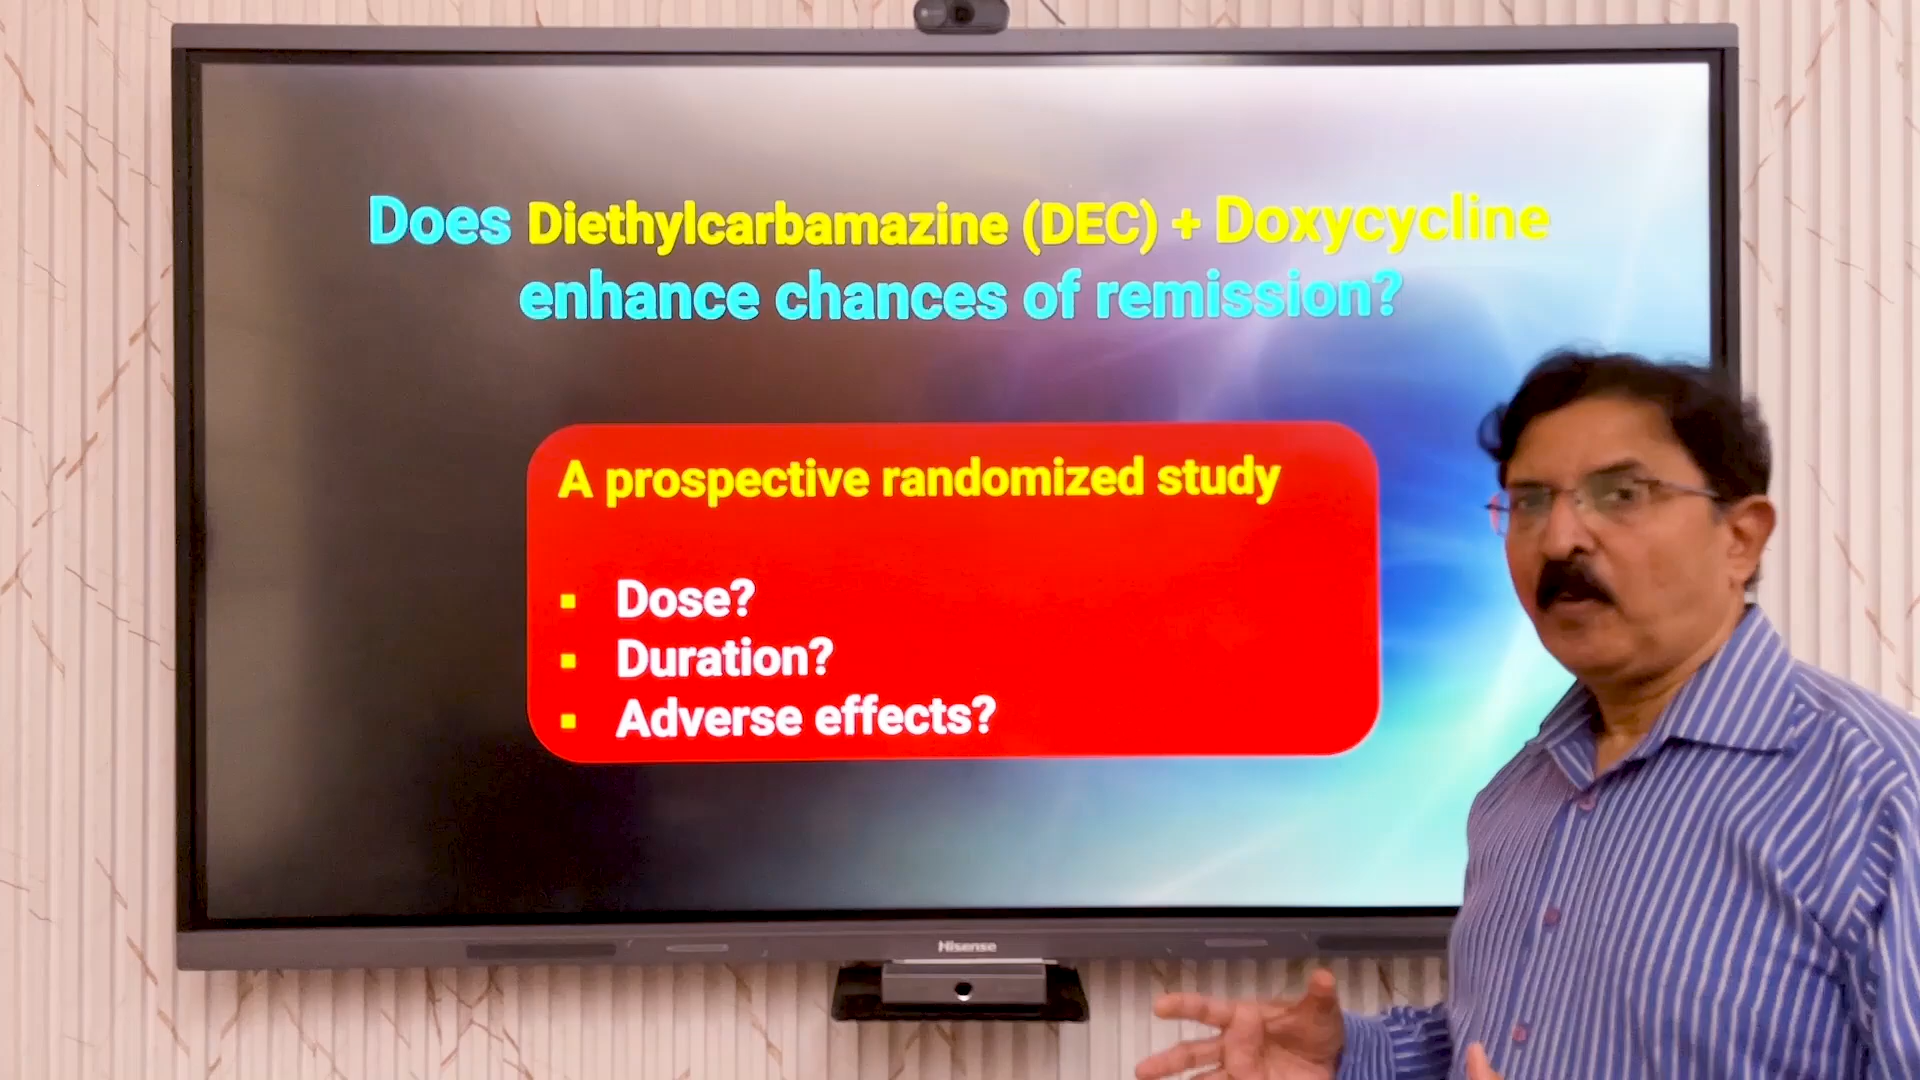 Does Diethylcarbamazine (DEC) + Doxycycline
enhance chances of remission?
A prospective randomized study
▪ Dose?
▪ Duration?
▪ Adverse effects?
Hisense